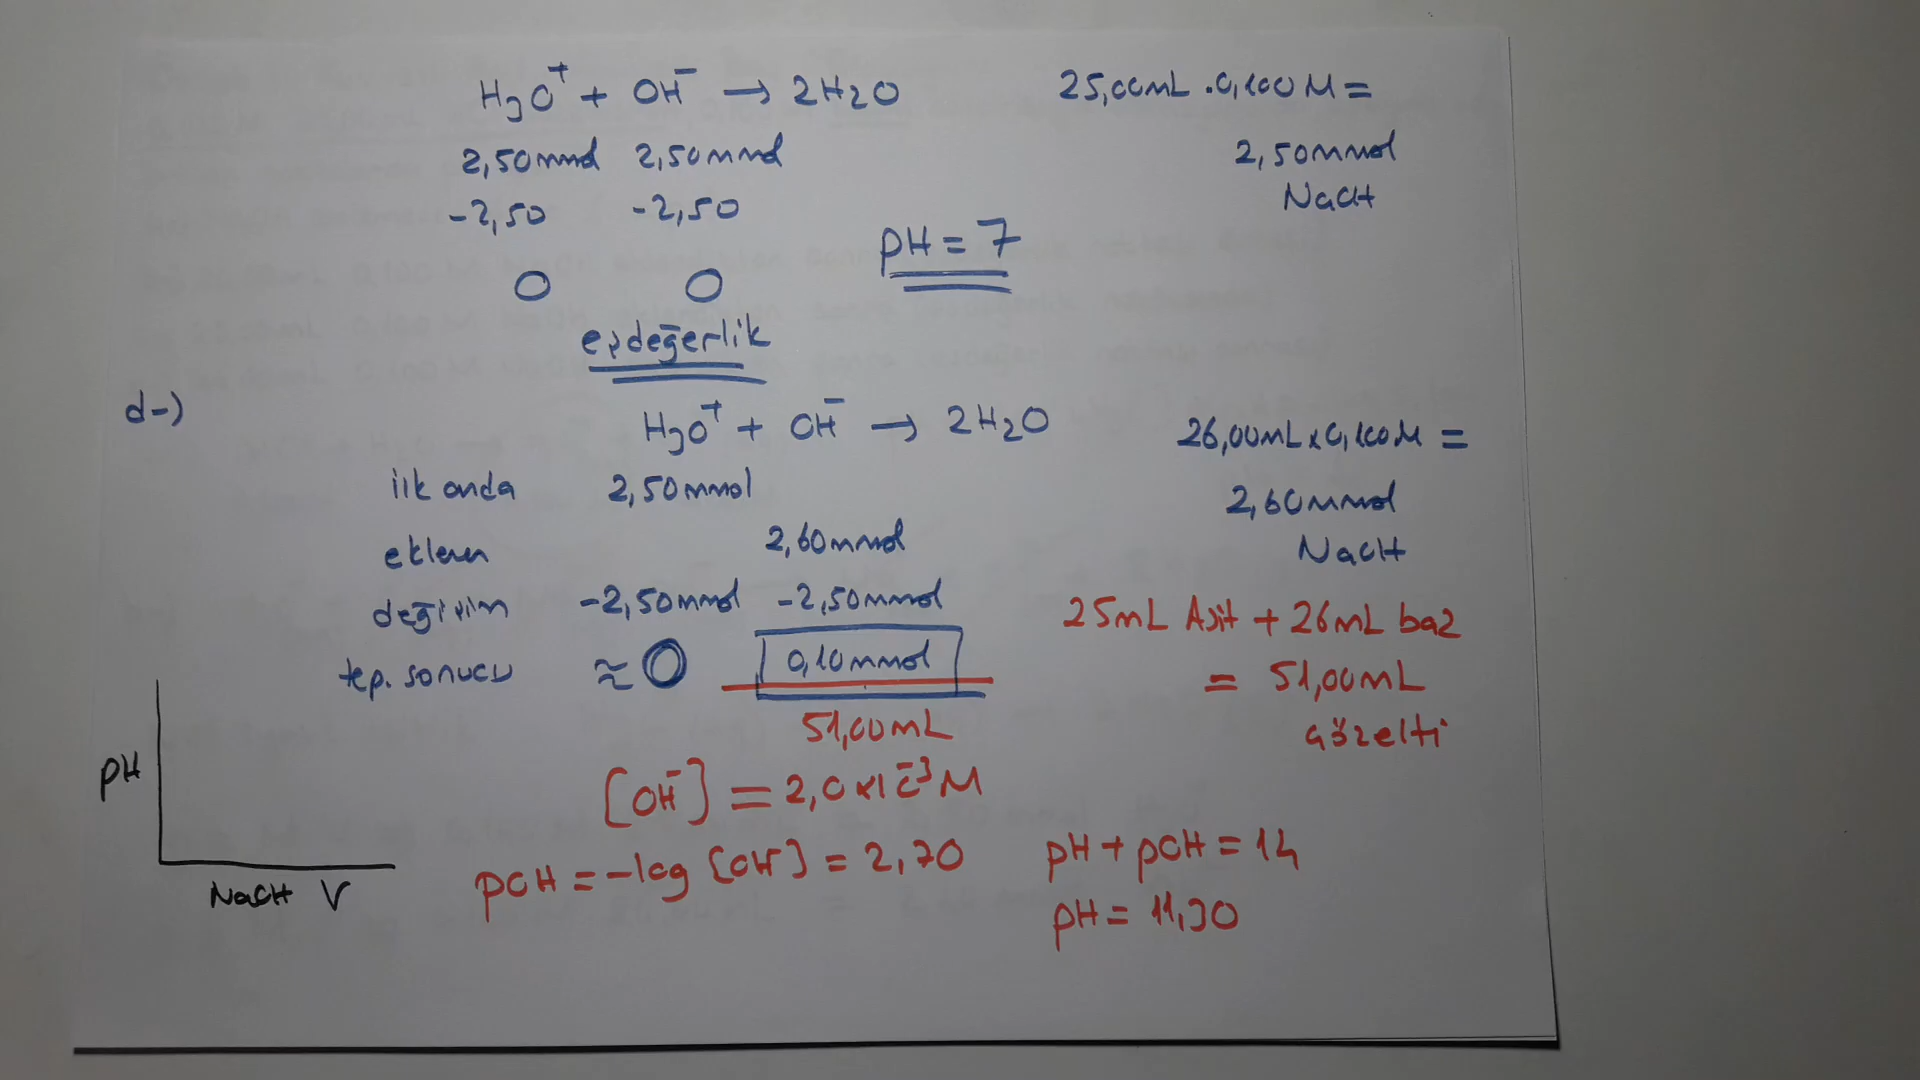 H3O+ + OH- → 2H2O
25,00mL . 0,100M =
2,50mmol 2,50mmol
2,50mmol
NaOH
-2,50 -2,50
pH = 7
0 0
eşdeğerlik
d-)
H3O+ + OH- → 2H2O
26,00mL x 0,100M =
ilk anda 2,50mmol
2,60mmol
NaOH
eklenen 2,60mmol
değişim -2,50mmol -2,50mmol
25mL Asit + 26mL baz
tep. sonucu ≈ 0 0,10mmol
= 51,00mL
çözelti
51,00mL
[OH-] = 2,0x10-3 M
pOH = -log [OH-] = 2,70
pH + pOH = 14
pH = 11,30
pH
NaOH V